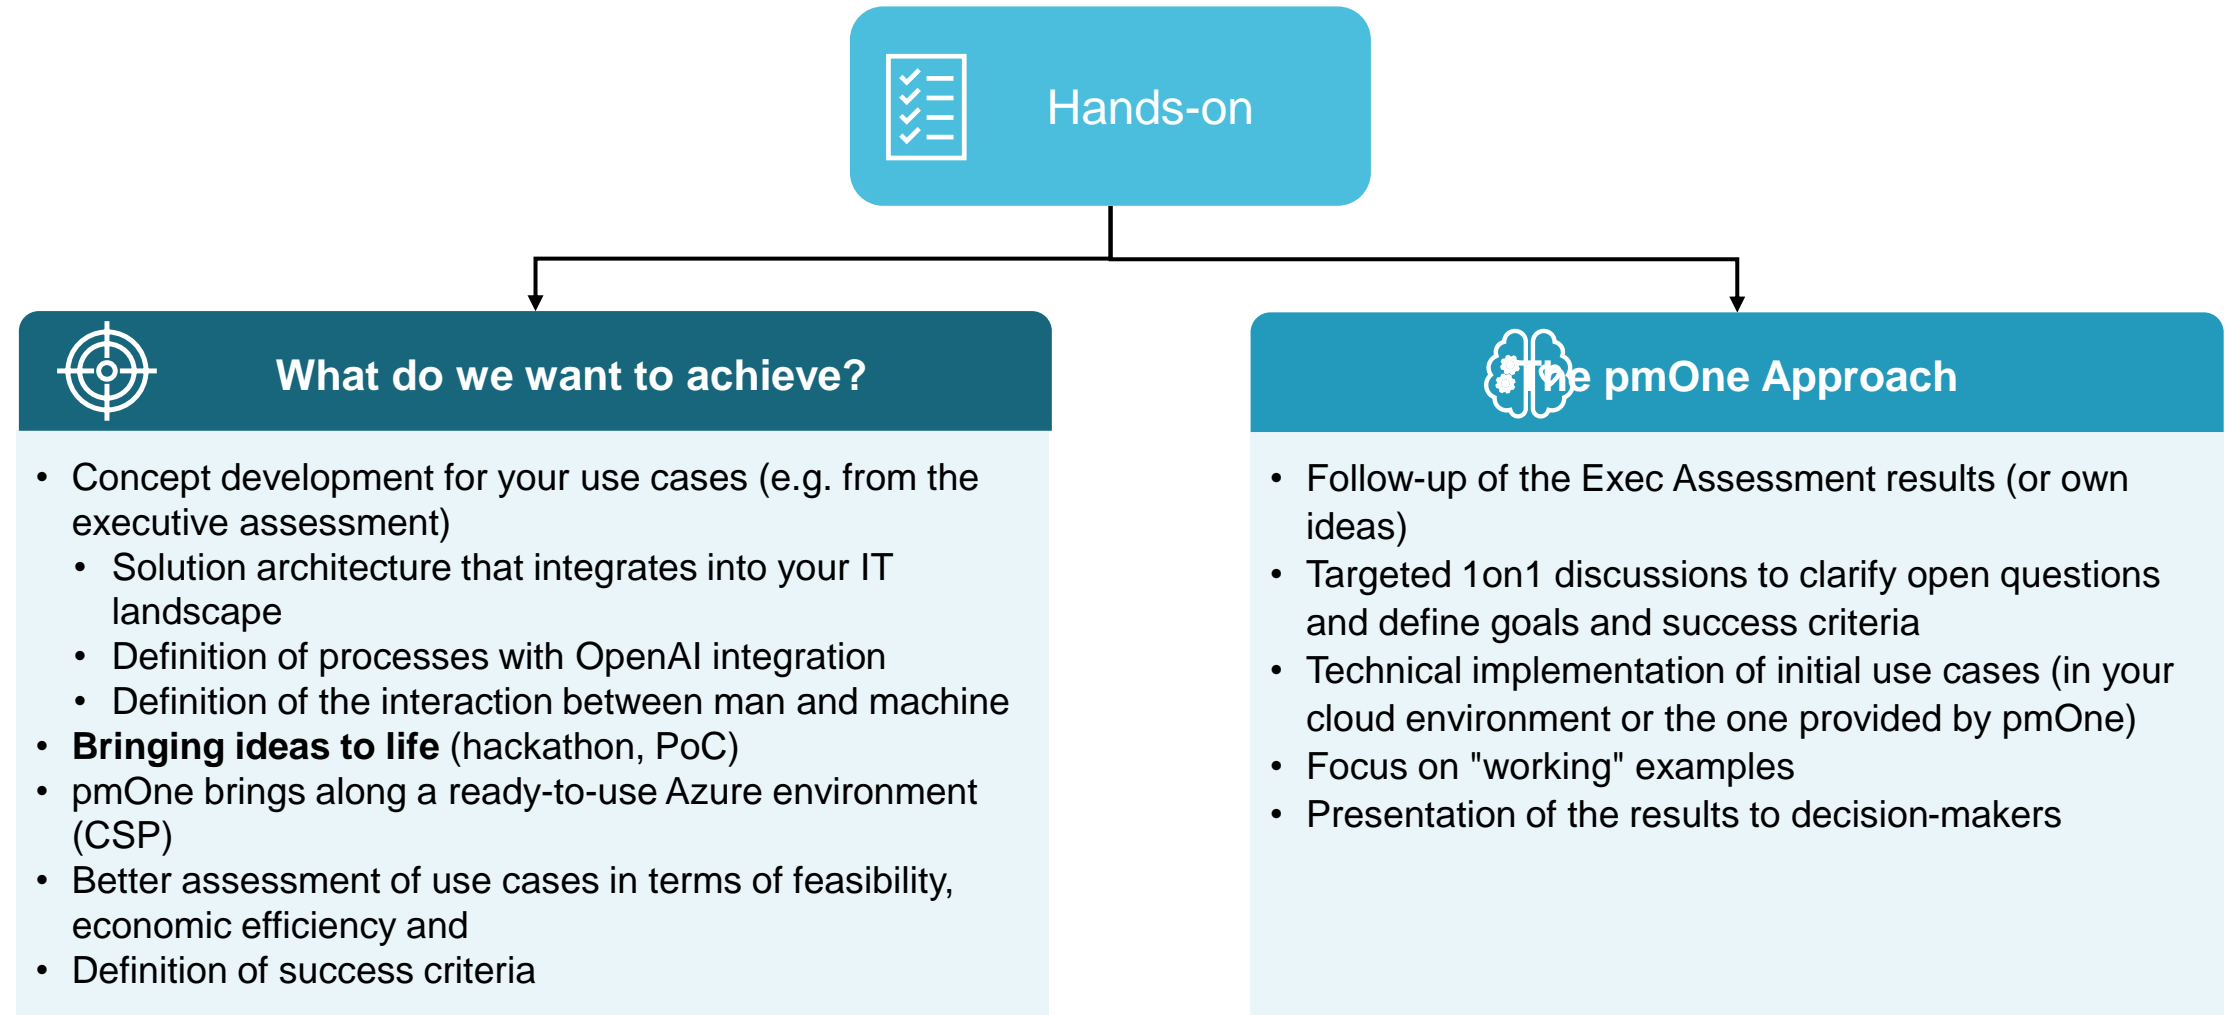 Hands-on
What do we want to achieve?
• Concept development for your use cases (e.g. from the
executive assessment)
• Solution architecture that integrates into your IT
landscape
• Definition of processes with OpenAI integration
• Definition of the interaction between man and machine
• Bringing ideas to life (hackathon, PoC)
• pmOne brings along a ready-to-use Azure environment
(CSP)
• Better assessment of use cases in terms of feasibility,
economic efficiency and
• Definition of success criteria
The pmOne Approach
• Follow-up of the Exec Assessment results (or own
ideas)
• Targeted 1on1 discussions to clarify open questions
and define goals and success criteria
• Technical implementation of initial use cases (in your
cloud environment or the one provided by pmOne)
• Focus on "working" examples
• Presentation of the results to decision-makers